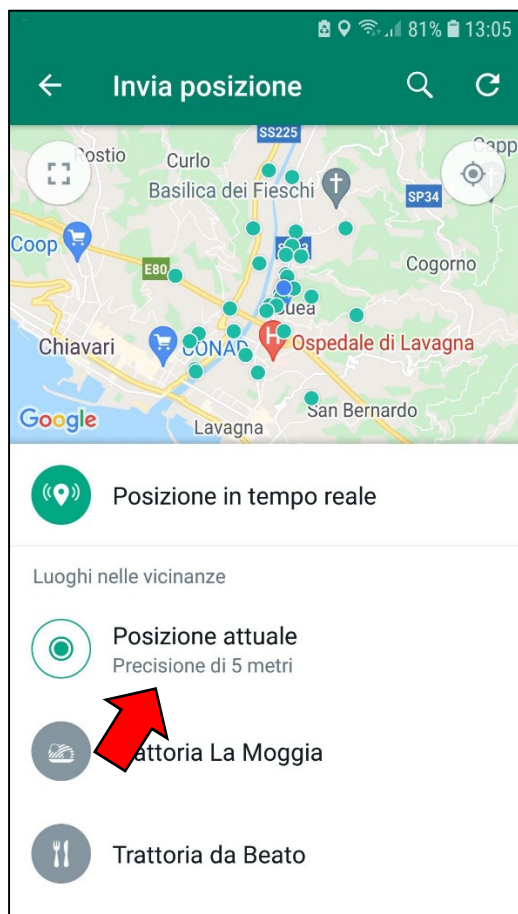 81% 13:05
Invia posizione
SS225
Rostio
Curlo
Capp
Basilica dei Fieschi
SP34
Coop
E80
Cogorno
Chiavari
CONAD
Ospedale di Lavagna
Google
Lavagna
San Bernardo
Posizione in tempo reale
Luoghi nelle vicinanze
Posizione attuale
Precisione di 5 metri
Trattoria La Moggia
Trattoria da Beato